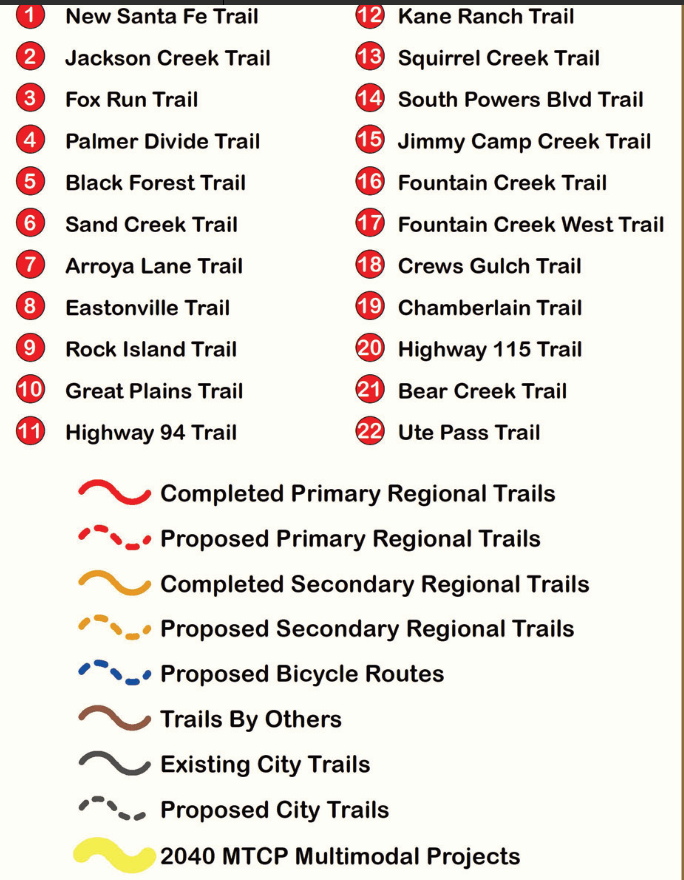 1 New Santa Fe Trail
2 Jackson Creek Trail
3 Fox Run Trail
4 Palmer Divide Trail
5 Black Forest Trail
6 Sand Creek Trail
7 Arroya Lane Trail
8 Eastonville Trail
9 Rock Island Trail
10 Great Plains Trail
11 Highway 94 Trail
12 Kane Ranch Trail
13 Squirrel Creek Trail
14 South Powers Blvd Trail
15 Jimmy Camp Creek Trail
16 Fountain Creek Trail
17 Fountain Creek West Trail
18 Crews Gulch Trail
19 Chamberlain Trail
20 Highway 115 Trail
21 Bear Creek Trail
22 Ute Pass Trail
Completed Primary Regional Trails
Proposed Primary Regional Trails
Completed Secondary Regional Trails
Proposed Secondary Regional Trails
Proposed Bicycle Routes
Trails By Others
Existing City Trails
Proposed City Trails
2040 MTCP Multimodal Projects